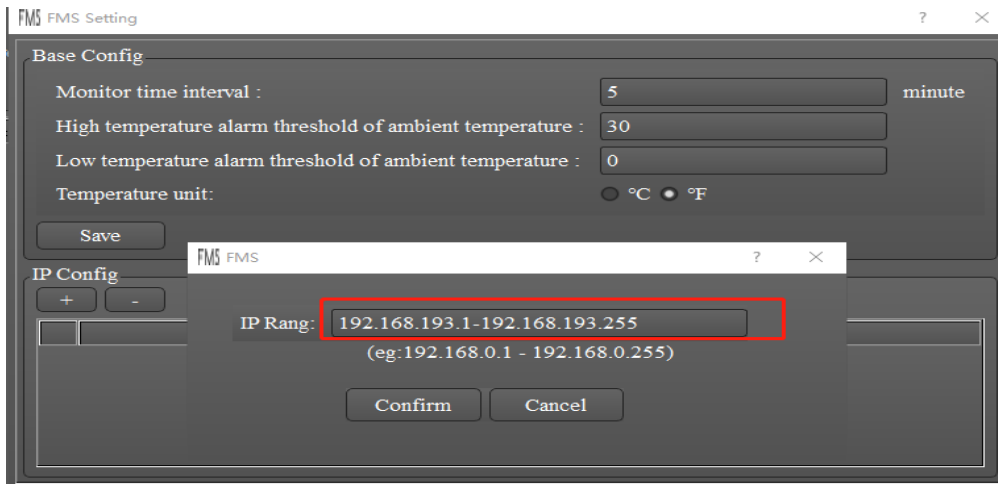 FMS FMS Setting
Base Config
Monitor time interval : 5 minute
High temperature alarm threshold of ambient temperature : 30
Low temperature alarm threshold of ambient temperature : 0
Temperature unit: °C °F
Save
FMS FMS
IP Config
+ -
IP Rang: 192.168.193.1-192.168.193.255
(eg:192.168.0.1 - 192.168.0.255)
Confirm Cancel